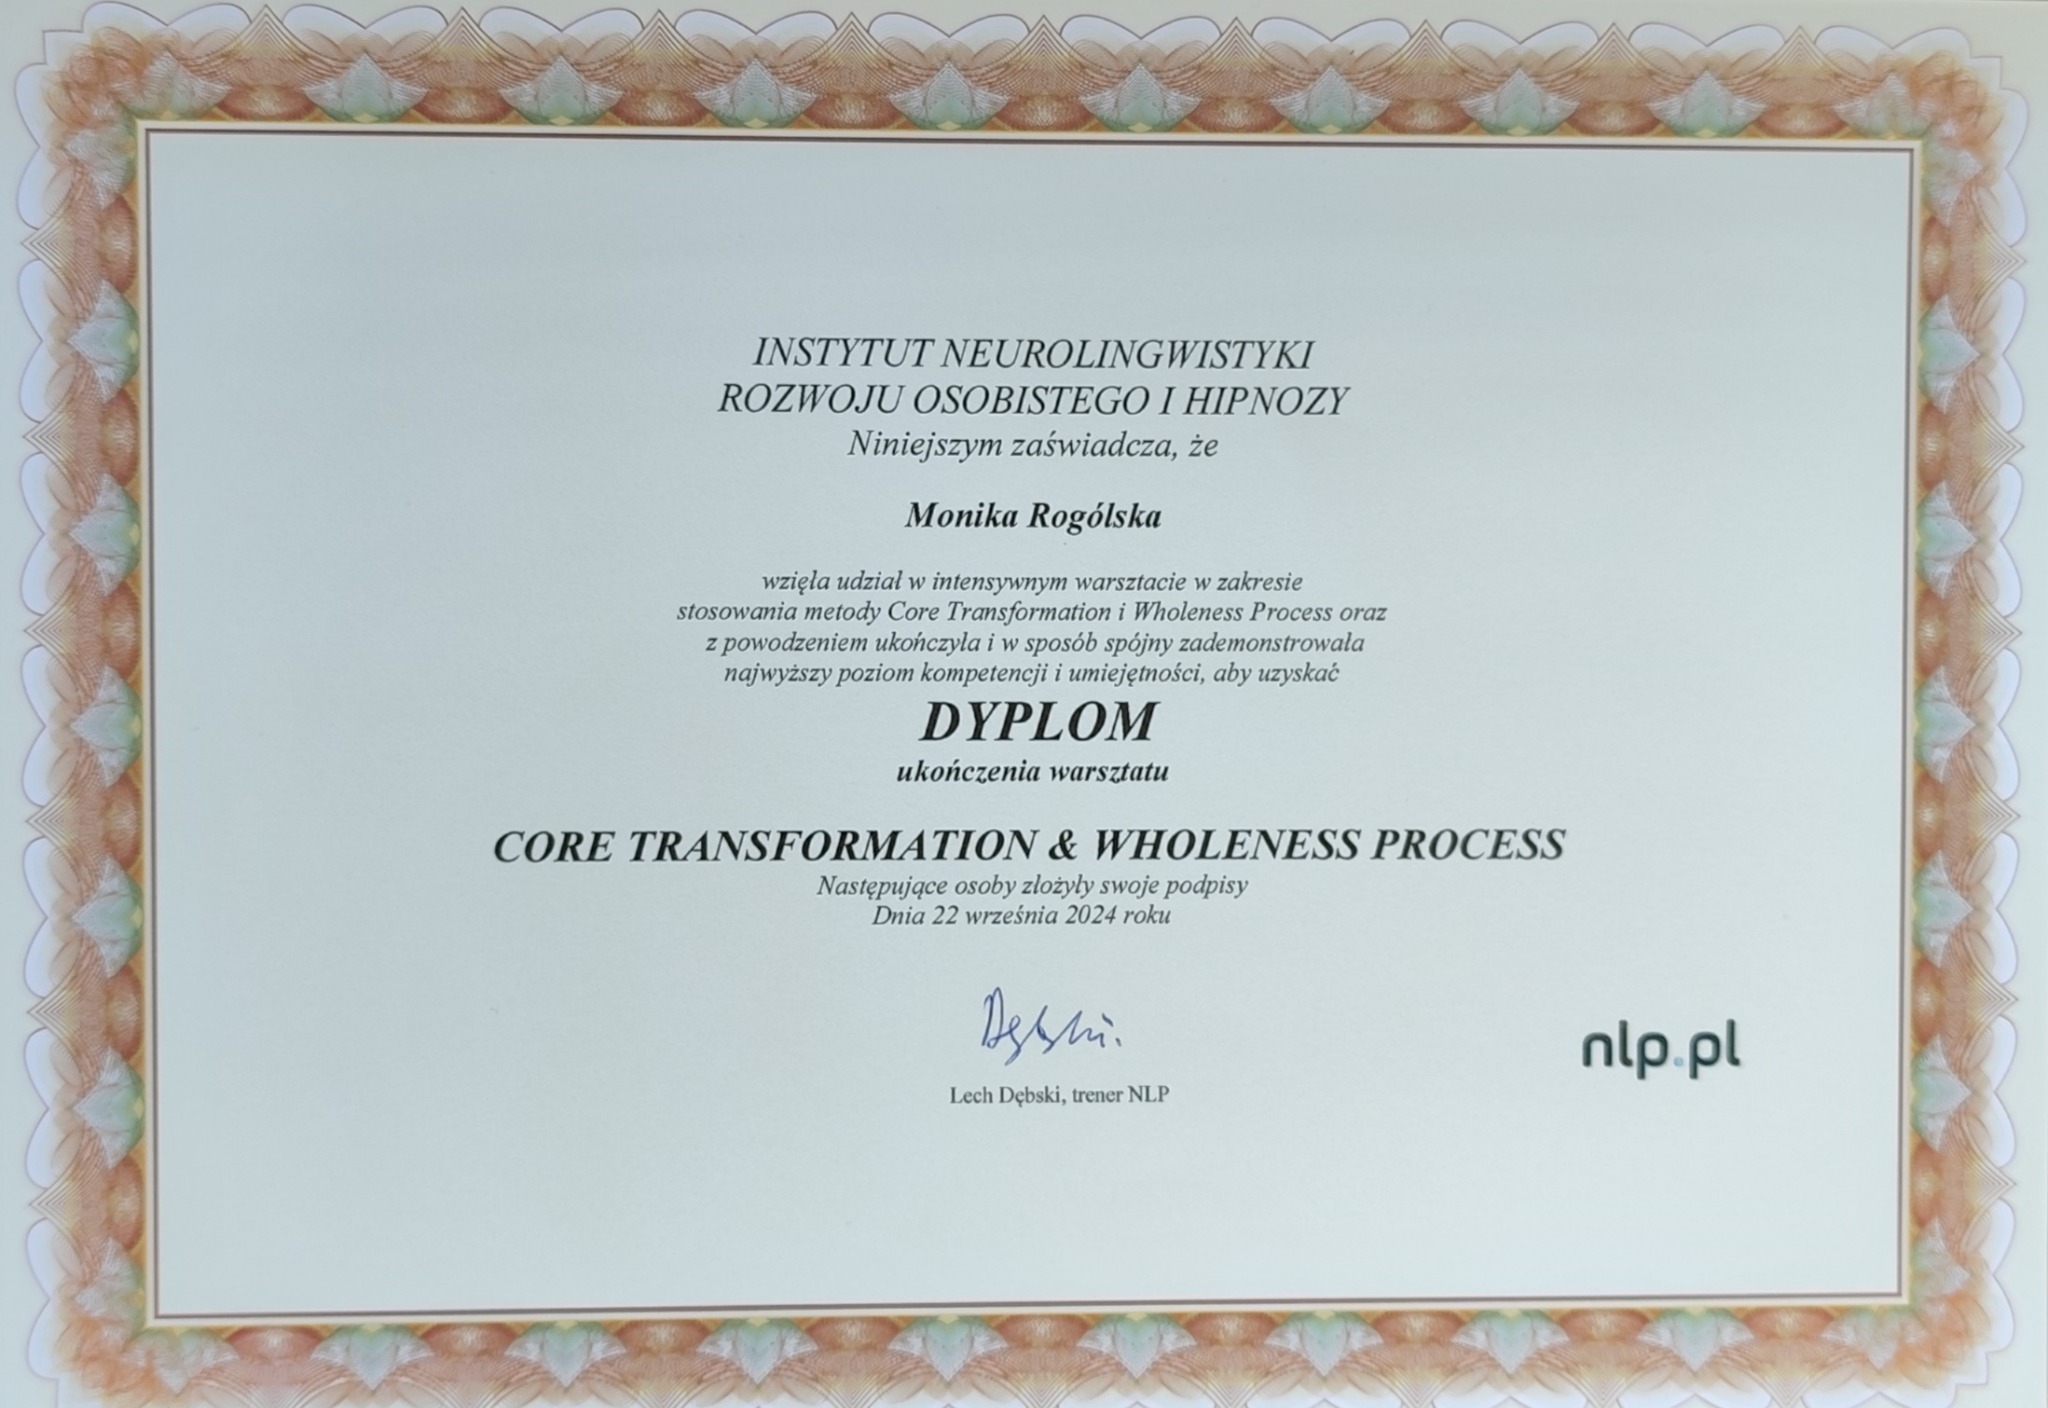 INSTYTUT NEUROLINGWISTYKI
ROZWOJU OSOBISTEGO I HIPNOZY
Niniejszym zaświadcza, że
Monika Rogólska
wzięła udział w intensywnym warsztacie w zakresie
stosowania metody Core Transformation i Wholeness Process oraz
z powodzeniem ukończyła i w sposób spójny zademonstrowała
najwyższy poziom kompetencji i umiejętności, aby uzyskać
DYPLOM
ukończenia warsztatu
CORE TRANSFORMATION & WHOLENESS PROCESS
Następujące osoby złożyły swoje podpisy
Dnia 22 września 2024 roku
Dębski
nlp.pl
Lech Dębski, trener NLP